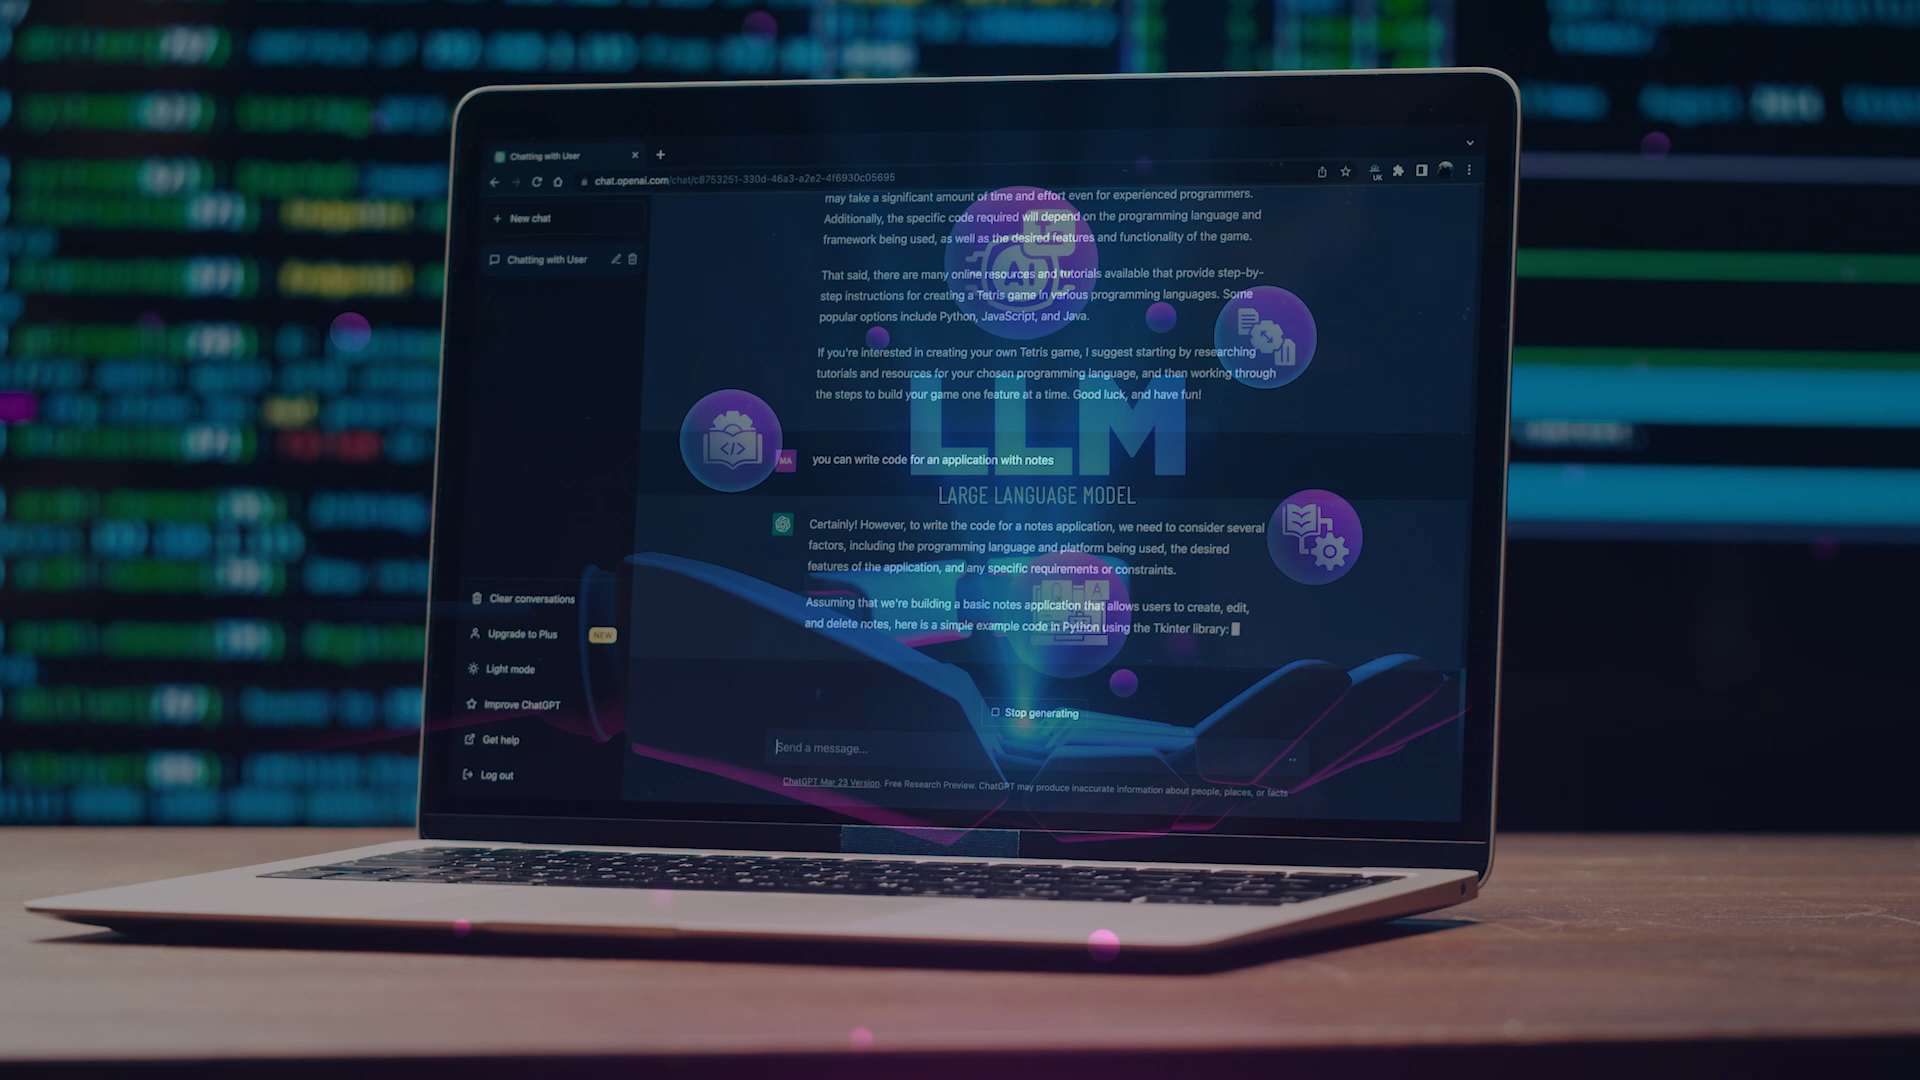 Chatting with User
chat.openai.com/chat/c8753251-330d-46a3-a2e2-4f6930c05695
UK
New chat
Chatting with User
may take a significant amount of time and effort even for experienced programmers.
Additionally, the specific code required will depend on the programming language and
framework being used, as well as the desired features and functionality of the game.
AI
That said, there are many online resources and tutorials available that provide step-by-
step instructions for creating a Tetris game in various programming languages. Some
popular options include Python, JavaScript, and Java.
If you're interested in creating your own Tetris game, I suggest starting by researching
tutorials and resources for your chosen programming language, and then working through
the steps to build your game one feature at a time. Good luck, and have fun!
LLM
</>
MA
you can write code for an application with notes
LARGE LANGUAGE MODEL
Certainly! However, to write the code for a notes application, we need to consider several
factors, including the programming language and platform being used, the desired
features of the application, and any specific requirements or constraints.
Q A
Assuming that we're building a basic notes application that allows users to create, edit,
and delete notes, here is a simple example code in Python using the Tkinter library:
Clear conversations
Upgrade to Plus NEW
Light mode
Improve ChatGPT
Get help
Log out
Stop generating
Send a message...
ChatGPT Mar 23 Version. Free Research Preview. ChatGPT may produce inaccurate information about people, places, or facts